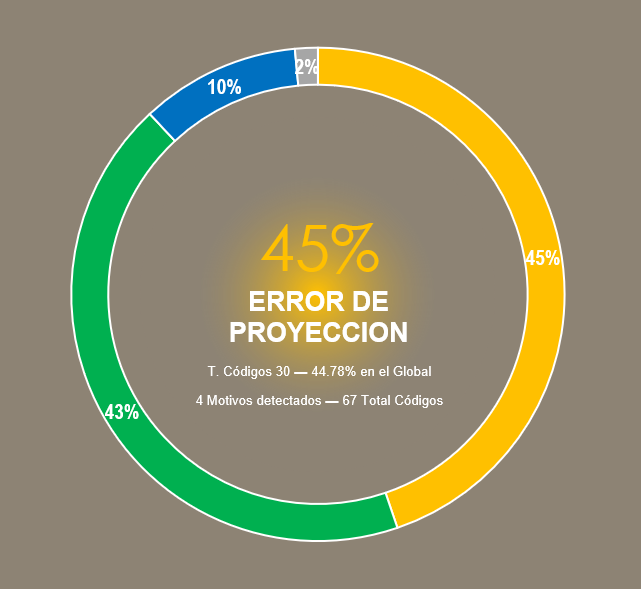 2%
10%
45%
45%
ERROR DE
PROYECCION
T. Códigos 30 — 44.78% en el Global
4 Motivos detectados — 67 Total Códigos
43%